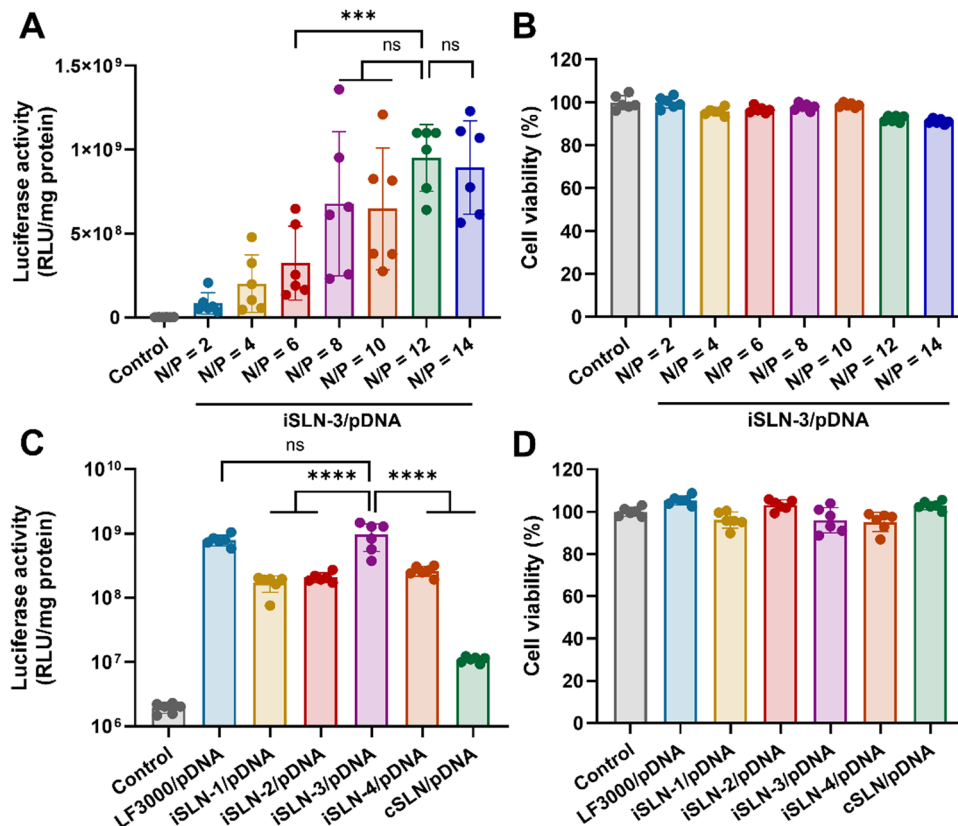 A
Luciferase activity
(RLU/mg protein)
1.5×10⁹
1×10⁹
5×10⁸
0
***
ns
ns
Control
N/P = 2
N/P = 4
N/P = 6
N/P = 8
N/P = 10
N/P = 12
N/P = 14
iSLN-3/pDNA
B
Cell viability (%)
120
100
80
60
40
20
0
Control
N/P = 2
N/P = 4
N/P = 6
N/P = 8
N/P = 10
N/P = 12
N/P = 14
iSLN-3/pDNA
C
Luciferase activity
(RLU/mg protein)
10¹⁰
10⁹
10⁸
10⁷
10⁶
ns
****
****
Control
LF3000/pDNA
iSLN-1/pDNA
iSLN-2/pDNA
iSLN-3/pDNA
iSLN-4/pDNA
cSLN/pDNA
D
Cell viability (%)
120
100
80
60
40
20
0
Control
LF3000/pDNA
iSLN-1/pDNA
iSLN-2/pDNA
iSLN-3/pDNA
iSLN-4/pDNA
cSLN/pDNA